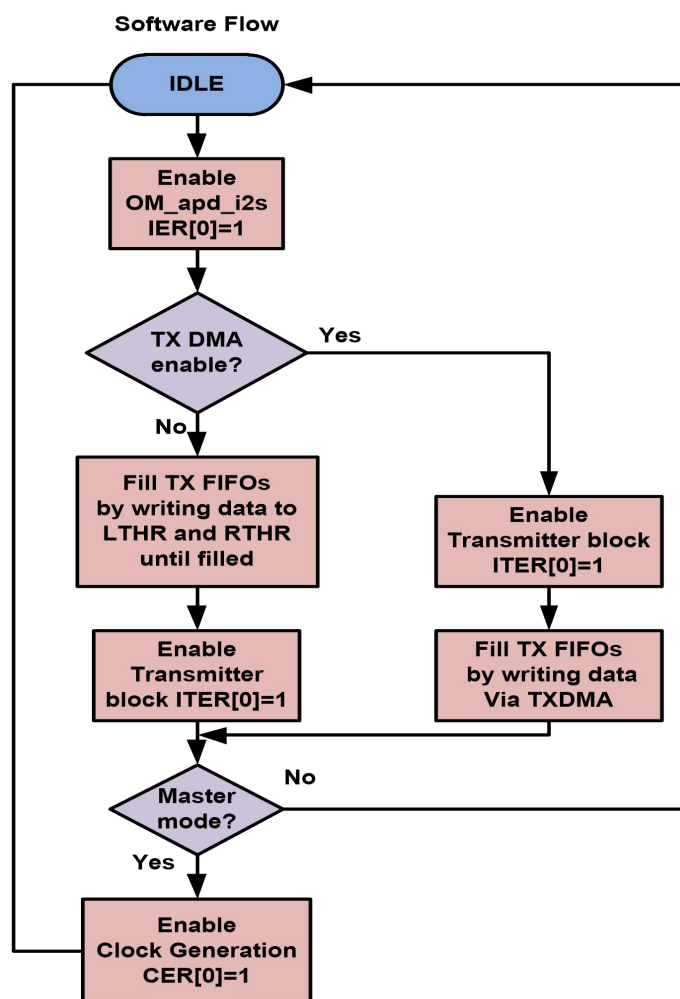 Software Flow
IDLE
Enable
OM_apd_i2s
IER[0]=1
TX DMA
enable?
Yes
No
Fill TX FIFOs
by writing data to
LTHR and RTHR
until filled
Enable
Transmitter block
ITER[0]=1
Enable
Transmitter
block ITER[0]=1
Fill TX FIFOs
by writing data
Via TXDMA
Master
mode?
No
Yes
Enable
Clock Generation
CER[0]=1